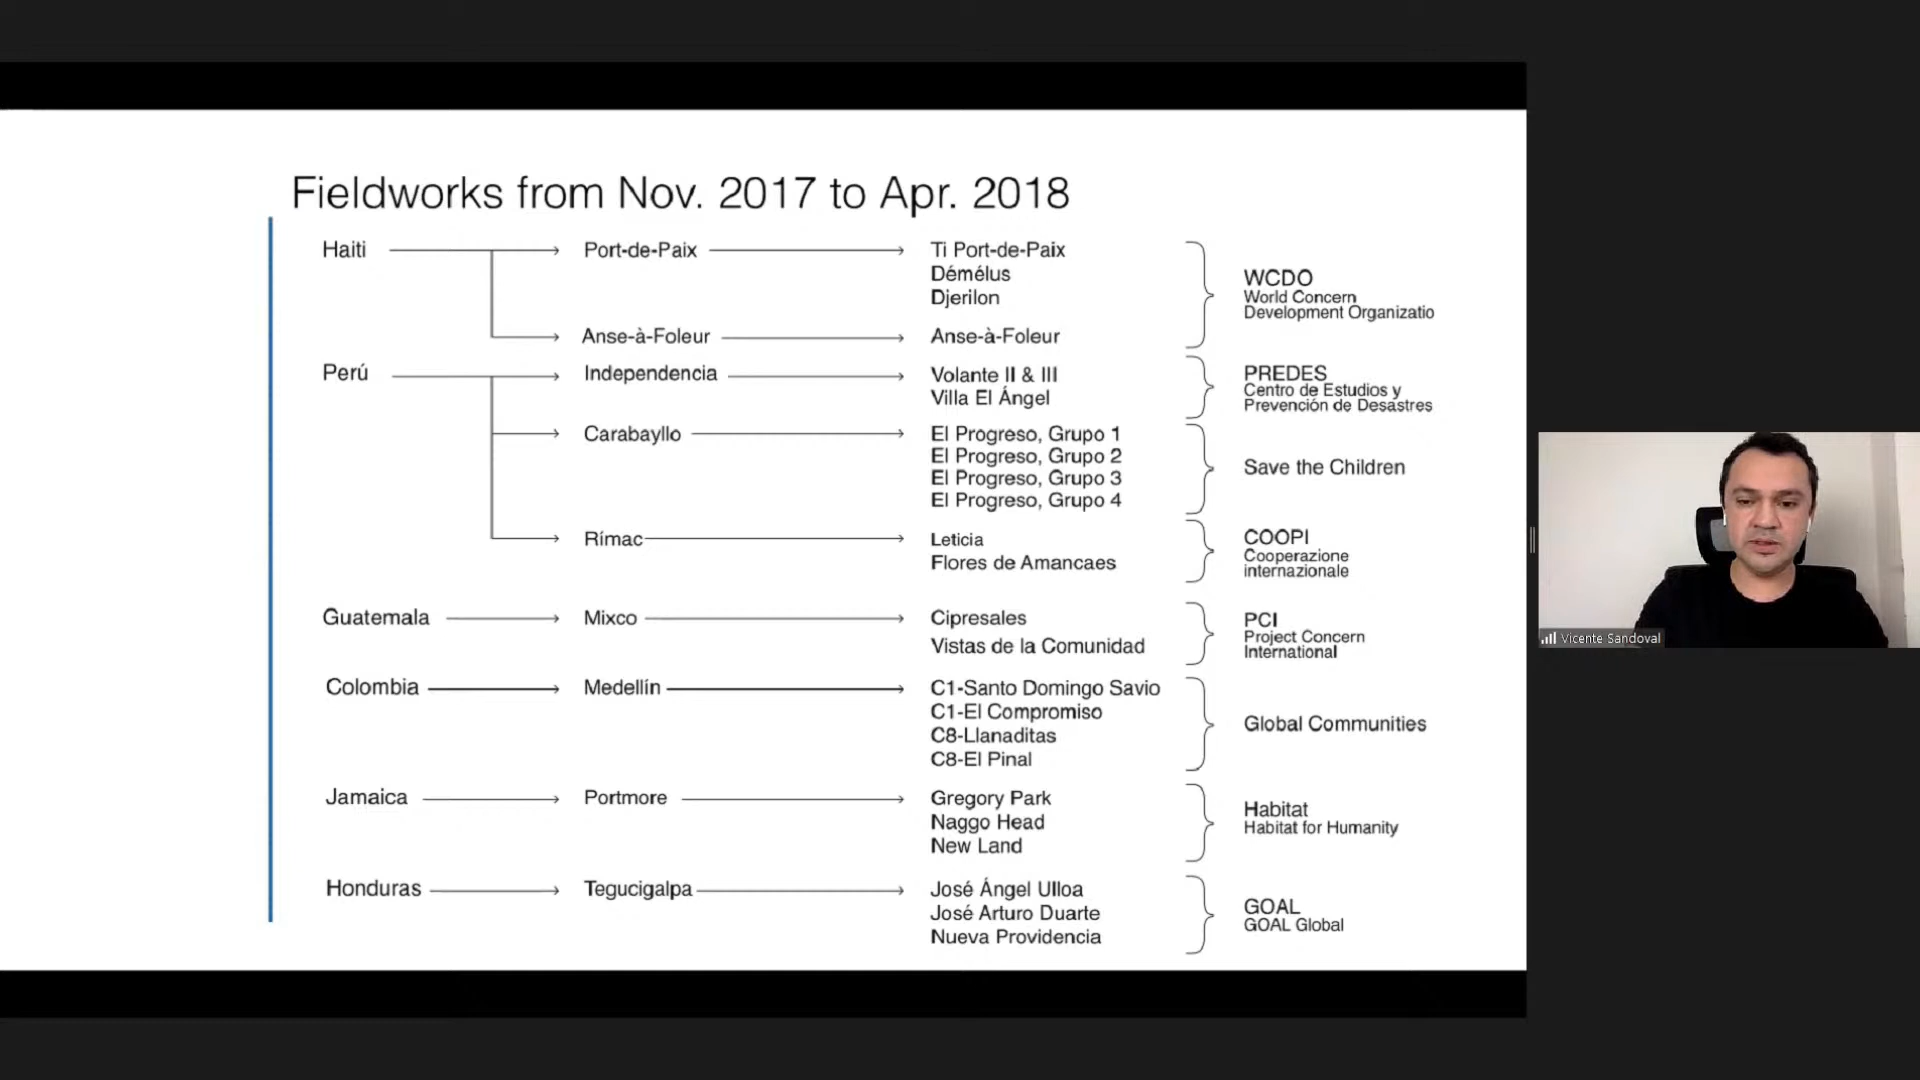 Fieldworks from Nov. 2017 to Apr. 2018
Haiti
Port-de-Paix
Ti Port-de-Paix
Démélus
Djerilon
Anse-à-Foleur
Anse-à-Foleur
WCDO
World Concern
Development Organizatio
Perú
Independencia
Volante II & III
Villa El Ángel
PREDES
Centro de Estudios y
Prevención de Desastres
Carabayllo
El Progreso, Grupo 1
El Progreso, Grupo 2
El Progreso, Grupo 3
El Progreso, Grupo 4
Save the Children
Rímac
Leticia
Flores de Amancaes
COOPI
Cooperazione
internazionale
Guatemala
Mixco
Cipresales
Vistas de la Comunidad
PCI
Project Concern
International
Colombia
Medellín
C1-Santo Domingo Savio
C1-El Compromiso
C8-Llanaditas
C8-El Pinal
Global Communities
Jamaica
Portmore
Gregory Park
Naggo Head
New Land
Habitat
Habitat for Humanity
Honduras
Tegucigalpa
José Ángel Ulloa
José Arturo Duarte
Nueva Providencia
GOAL
GOAL Global
Vicente Sandoval